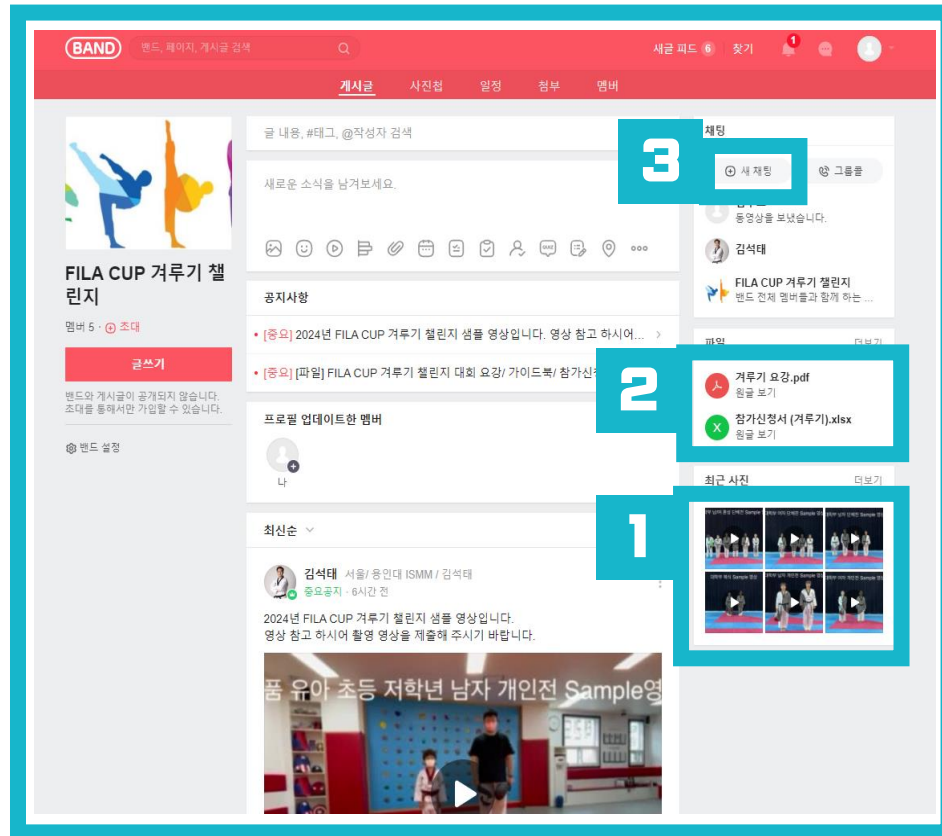 BAND
밴드, 페이지, 게시글 검색
새글 피드 6
찾기
1
게시글
사진첩
일정
첨부
멤버
FILA CUP 겨루기 챌
린지
멤버 5 · 초대
글쓰기
밴드와 게시글이 공개되지 않습니다.
초대를 통해서만 가입할 수 있습니다.
밴드 설정
글 내용, #태그, @작성자 검색
새로운 소식을 남겨보세요.
공지사항
• [중요] 2024년 FILA CUP 겨루기 챌린지 샘플 영상입니다. 영상 참고 하시어...
• [중요] [파일] FILA CUP 겨루기 챌린지 대회 요강/ 가이드북/ 참가신
프로필 업데이트한 멤버
나
최신순
김석태 서울/ 용인대 ISMM / 김석태
중요공지 · 6시간 전
2024년 FILA CUP 겨루기 챌린지 샘플 영상입니다.
영상 참고 하시어 촬영 영상을 제출해 주시기 바랍니다.
품 유아 초등 저학년 남자 개인전 Sample영
채팅
3
새 채팅
그룹콜
동영상을 보냈습니다.
김석태
FILA CUP 겨루기 챌린지
밴드 전체 멤버들과 함께 하는 ...
파일
더보기
2
겨루기 요강.pdf
원글 보기
참가신청서 (겨루기).xlsx
원글 보기
최근 사진
더보기
1